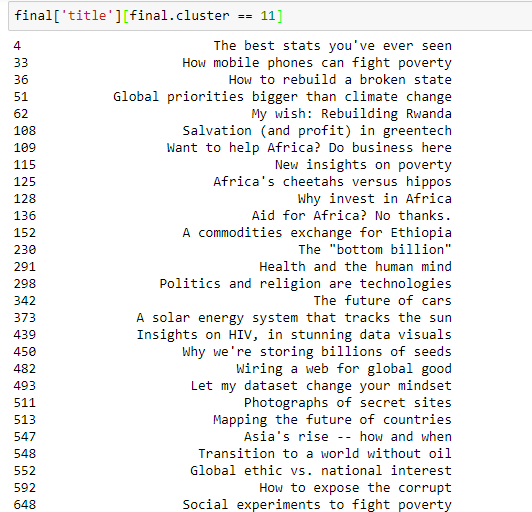 final['title'][final.cluster == 11]
4 The best stats you've ever seen
33 How mobile phones can fight poverty
36 How to rebuild a broken state
51 Global priorities bigger than climate change
62 My wish: Rebuilding Rwanda
108 Salvation (and profit) in greentech
109 Want to help Africa? Do business here
115 New insights on poverty
125 Africa's cheetahs versus hippos
128 Why invest in Africa
136 Aid for Africa? No thanks.
152 A commodities exchange for Ethiopia
230 The "bottom billion"
291 Health and the human mind
298 Politics and religion are technologies
342 The future of cars
373 A solar energy system that tracks the sun
439 Insights on HIV, in stunning data visuals
450 Why we're storing billions of seeds
482 Wiring a web for global good
493 Let my dataset change your mindset
511 Photographs of secret sites
513 Mapping the future of countries
547 Asia's rise -- how and when
548 Transition to a world without oil
552 Global ethic vs. national interest
592 How to expose the corrupt
648 Social experiments to fight poverty